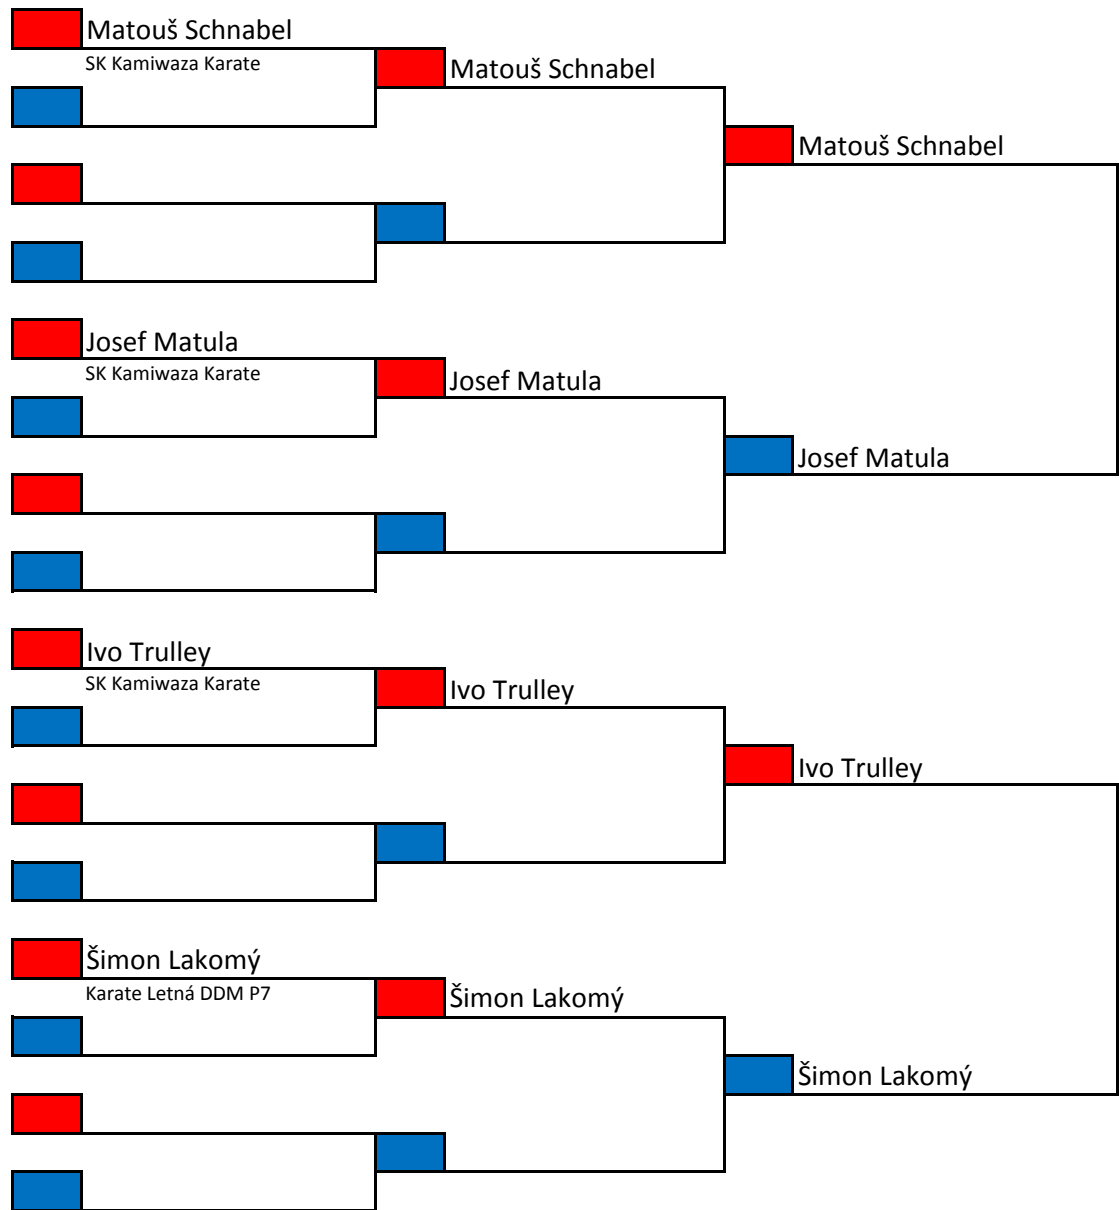 Matouš Schnabel
SK Kamiwaza Karate
Matouš Schnabel
Matouš Schnabel
Josef Matula
SK Kamiwaza Karate
Josef Matula
Josef Matula
Ivo Trulley
SK Kamiwaza Karate
Ivo Trulley
Ivo Trulley
Šimon Lakomý
Karate Letná DDM P7
Šimon Lakomý
Šimon Lakomý